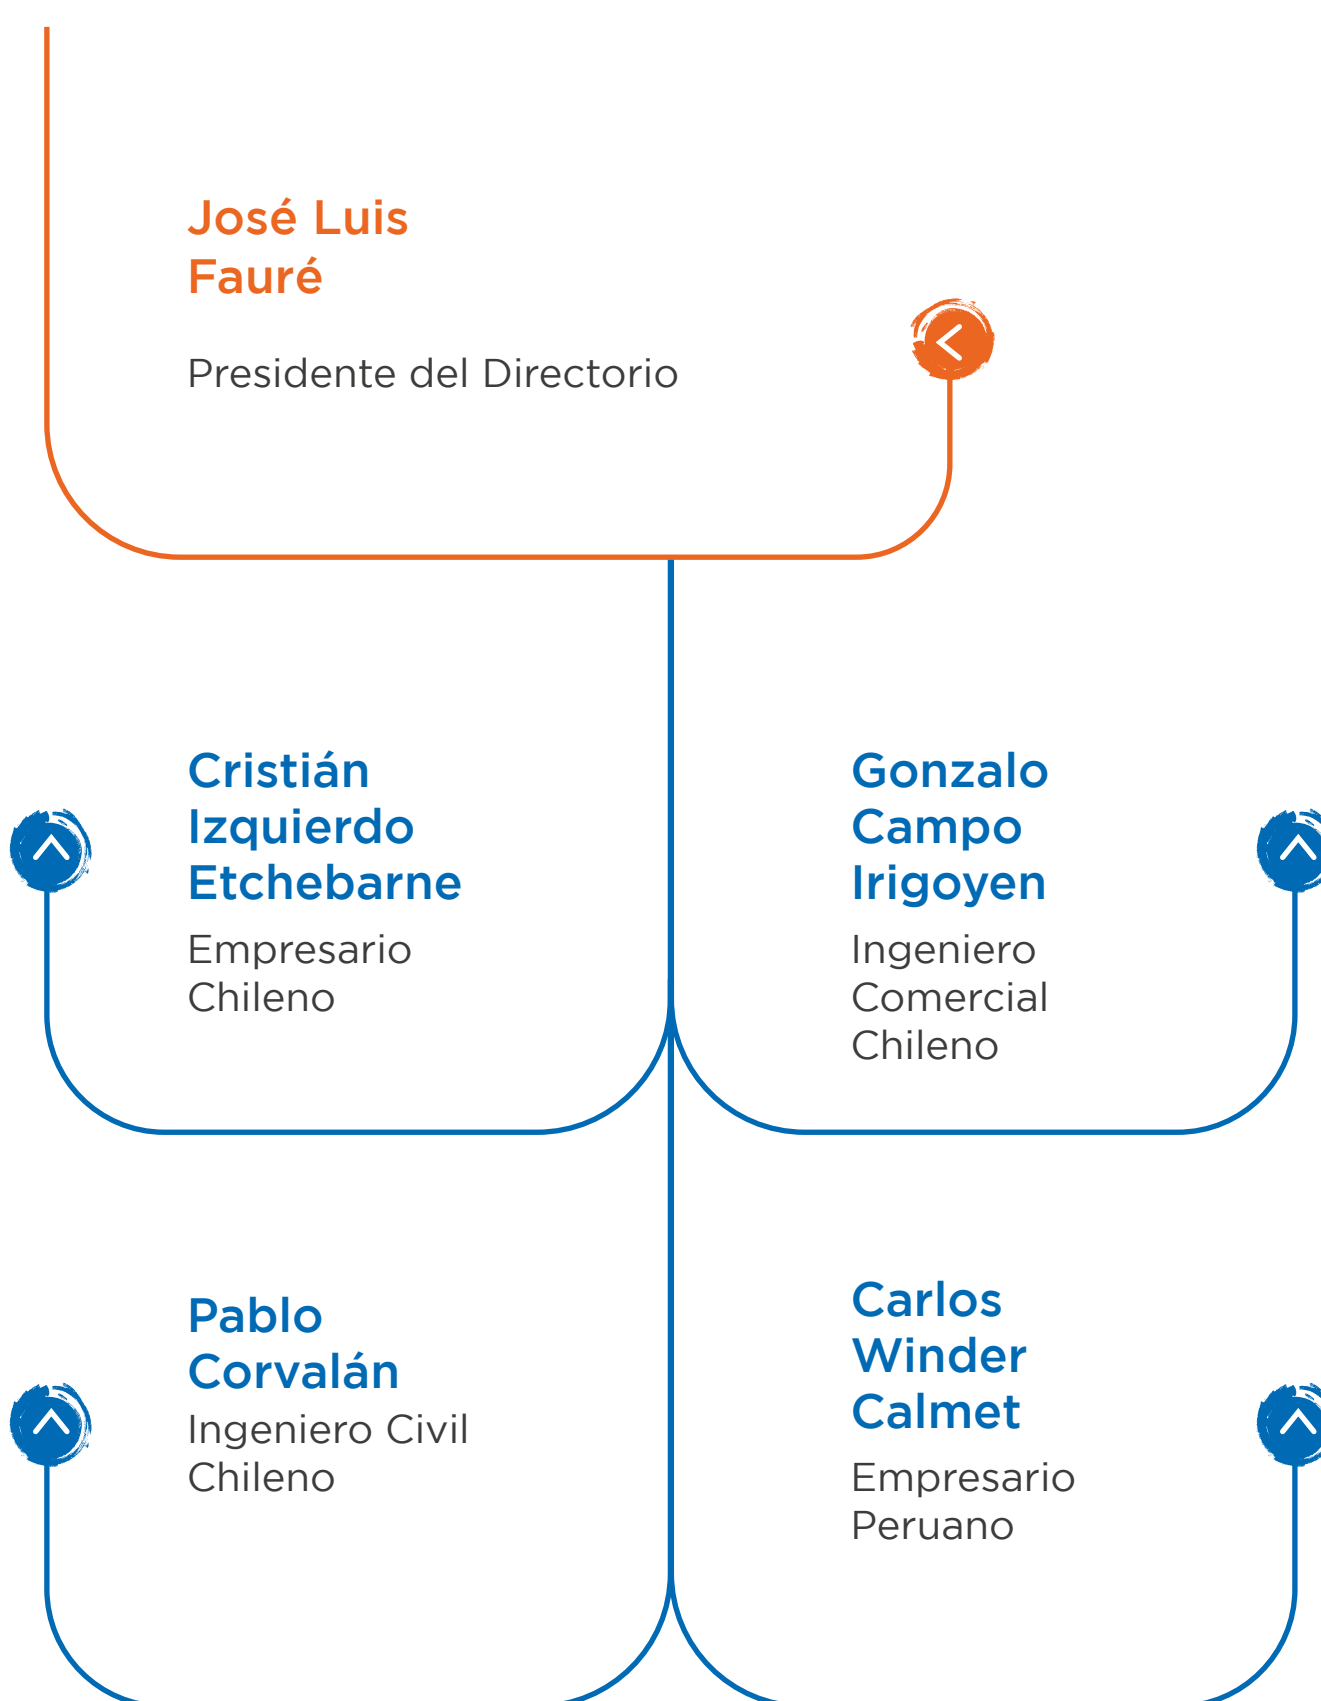 José Luis
Fauré
Presidente del Directorio
Cristián
Izquierdo
Etchebarne
Empresario
Chileno
Gonzalo
Campo
Irigoyen
Ingeniero
Comercial
Chileno
Pablo
Corvalán
Ingeniero Civil
Chileno
Carlos
Winder
Calmet
Empresario
Peruano